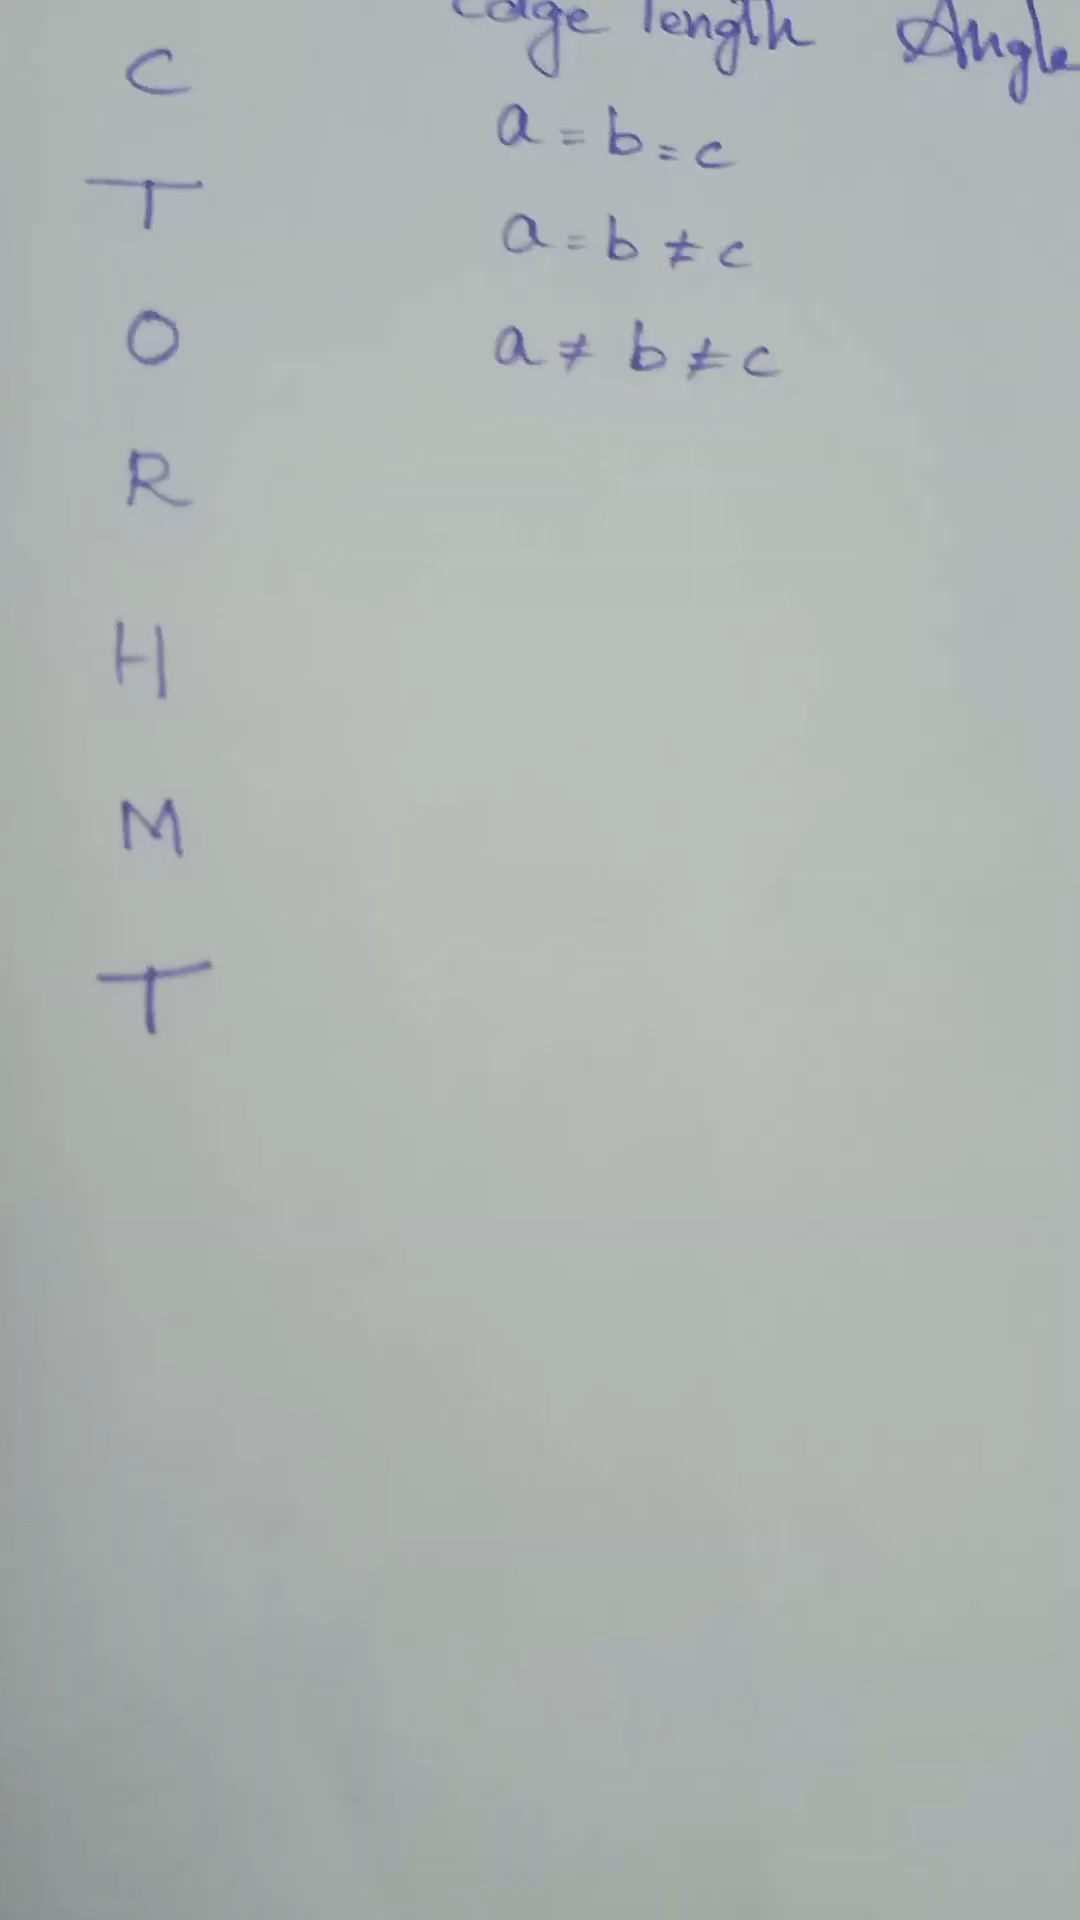 Edge length Angle
C a = b = c
T a = b ≠ c
O a ≠ b ≠ c
R
H
M
T